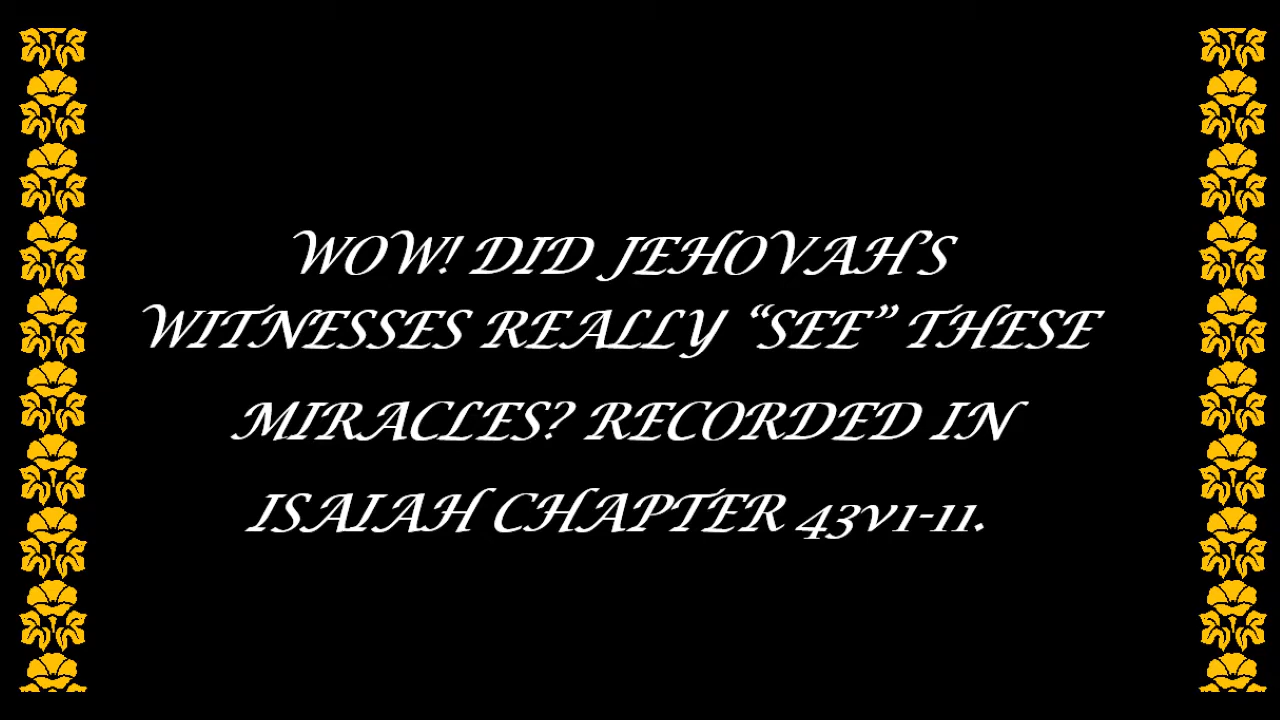 WOW! DID JEHOVAH'S
WITNESSES REALLY “SEE” THESE
MIRACLES? RECORDED IN
ISAIAH CHAPTER 43V1-11.